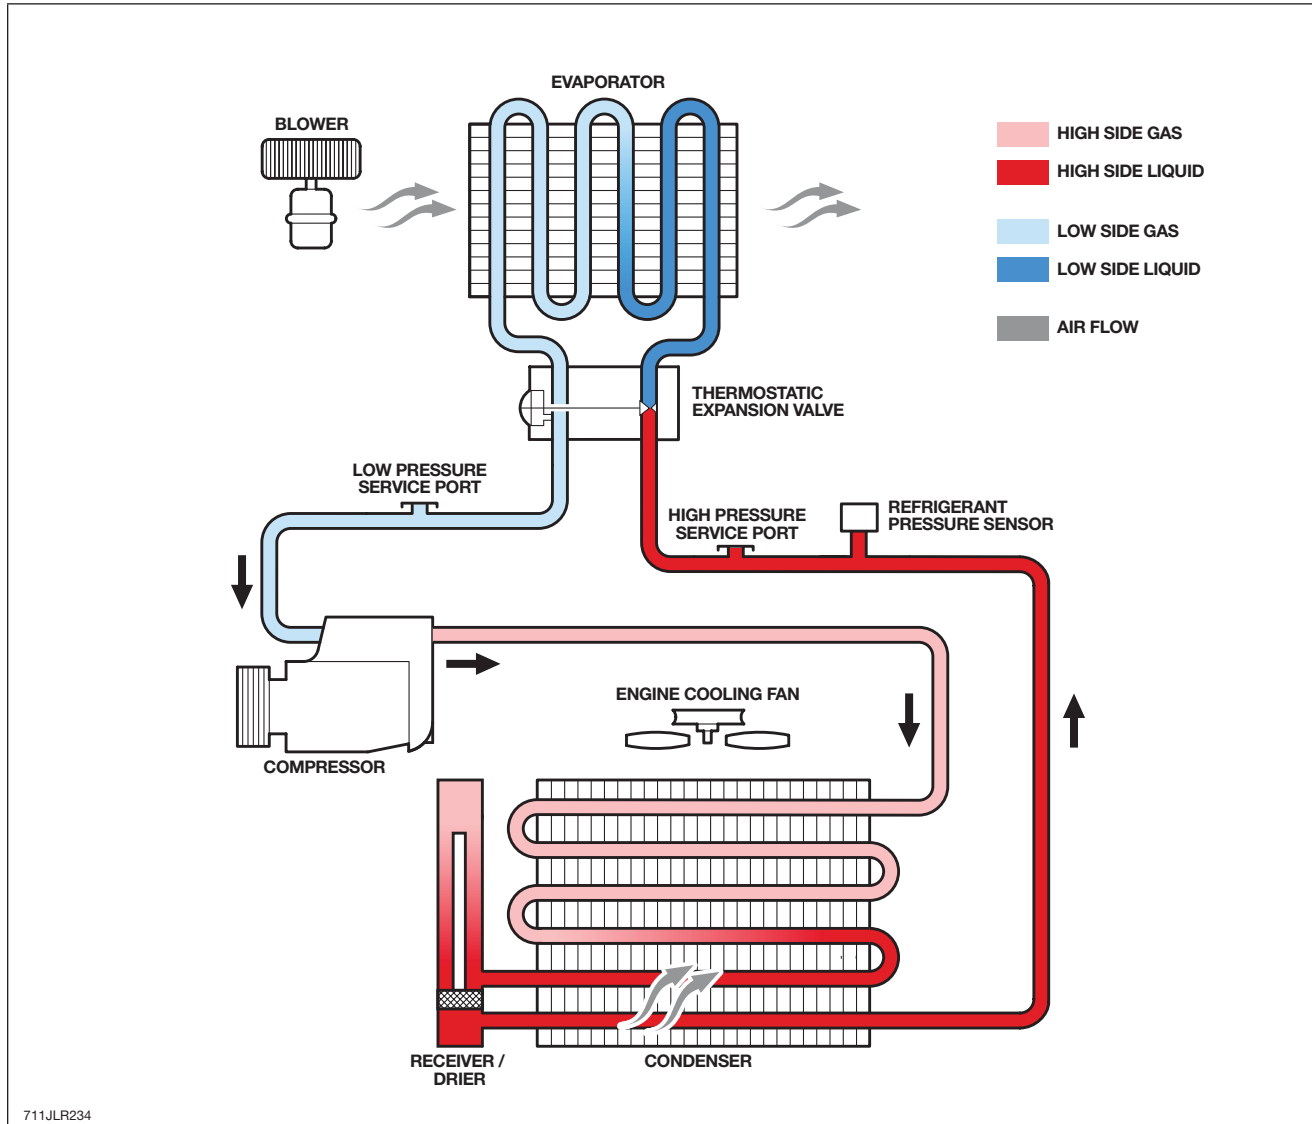 EVAPORATOR
BLOWER
HIGH SIDE GAS
HIGH SIDE LIQUID
LOW SIDE GAS
LOW SIDE LIQUID
AIR FLOW
THERMOSTATIC
EXPANSION VALVE
LOW PRESSURE
SERVICE PORT
HIGH PRESSURE
SERVICE PORT
REFRIGERANT
PRESSURE SENSOR
ENGINE COOLING FAN
COMPRESSOR
RECEIVER /
DRIER
CONDENSER
711JLR234